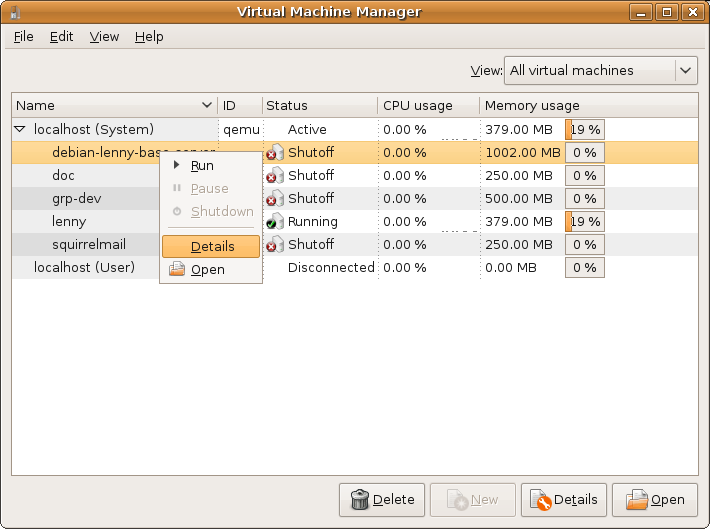 Virtual Machine Manager
File Edit View Help
View: All virtual machines
Name ID Status CPU usage Memory usage
localhost (System) qemu Active 0.00 % 379.00 MB 19 %
debian-lenny-base-server Shutoff 1002.00 MB 0 %
Run
doc Shutoff 0.00 % 250.00 MB 0 %
Pause
grp-dev Shutoff 0.00 % 500.00 MB 0 %
Shutdown
lenny Running 0.00 % 379.00 MB 19 %
squirrelmail Shutoff 0.00 % 250.00 MB 0 %
Details
localhost (User) Disconnected 0.00 % 0.00 MB 0 %
Open
Delete New Details Open